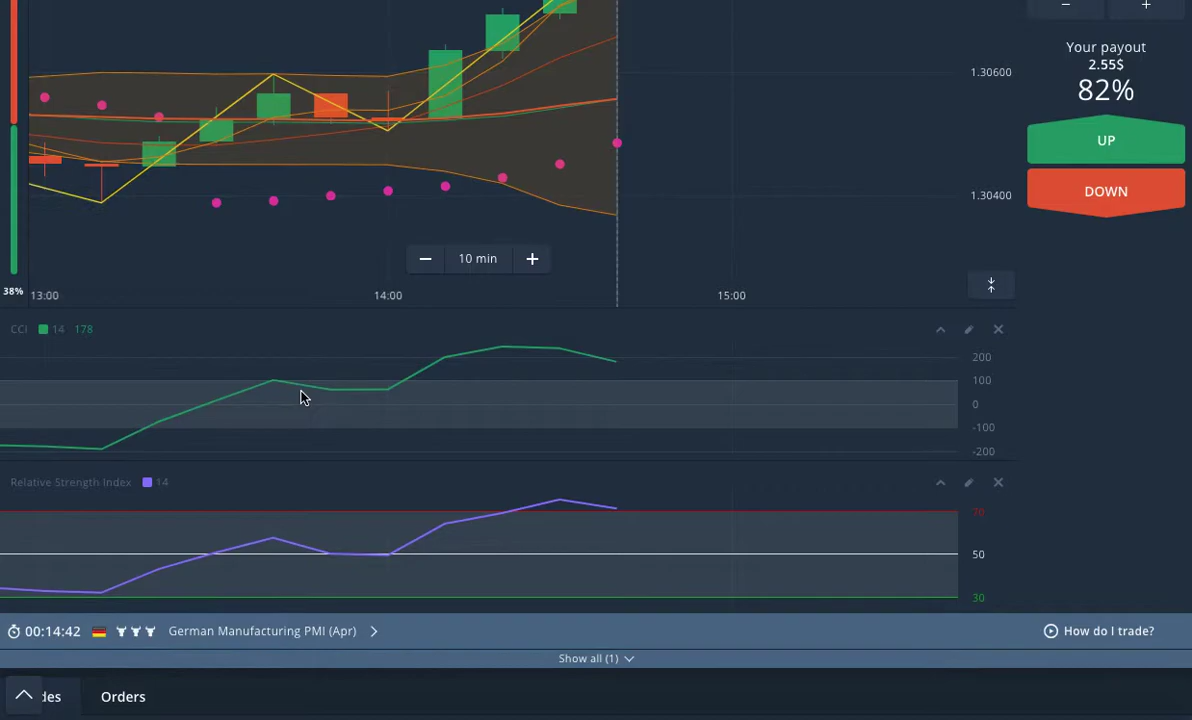 − +
Your payout
2.55$
82%
1.30600
UP
1.30400
DOWN
− 10 min +
38%
13:00 14:00 15:00
CCI 14 178
200
100
0
-100
-200
Relative Strength Index 14
70
50
30
00:14:42 German Manufacturing PMI (Apr) How do I trade?
Show all (1)
des Orders